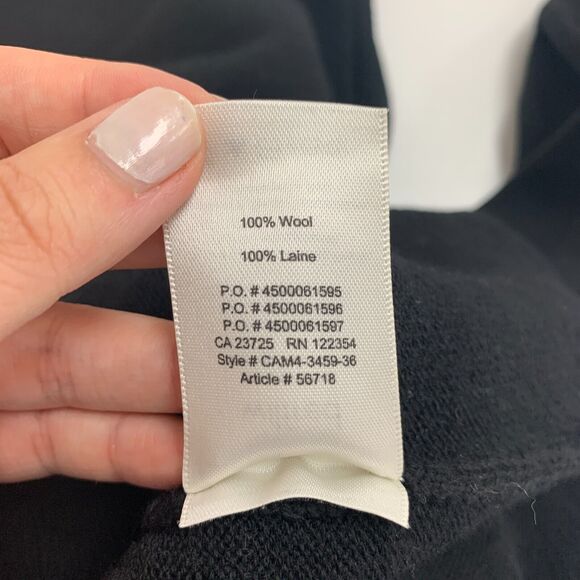 100% Wool
100% Laine
P.O. # 4500061595
P.O. # 4500061596
P.O. # 4500061597
CA 23725 RN 122354
Style # CAM4-3459-36
Article # 56718